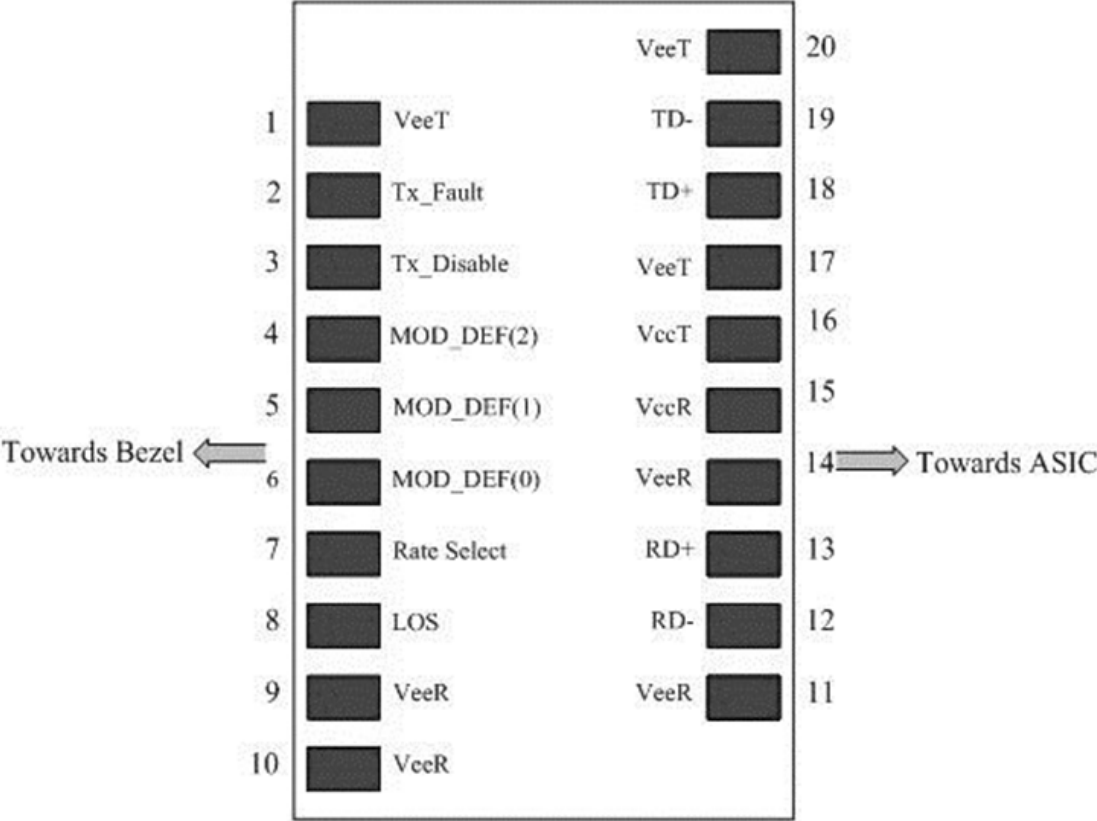 VeeT 20
1 VeeT TD- 19
2 Tx_Fault TD+ 18
3 Tx_Disable VeeT 17
4 MOD_DEF(2) VccT 16
5 MOD_DEF(1) VccR 15
Towards Bezel 14 Towards ASIC
6 MOD_DEF(0) VeeR
7 Rate Select RD+ 13
8 LOS RD- 12
9 VeeR VeeR 11
10 VeeR